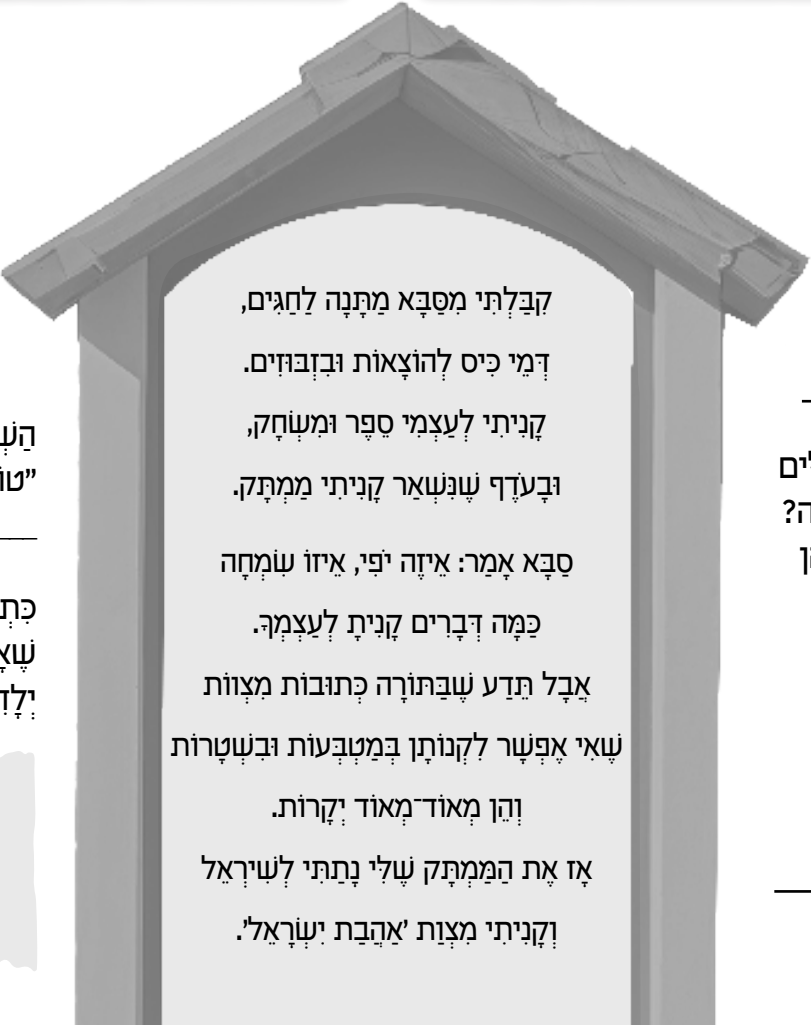 קִבַּלְתִּי מִסַּבָּא מַתָּנָה לַחַגִּים,
דְּמֵי כִּיס לְהוֹצָאוֹת וּבִזְבּוּזִים.
קָנִיתִי לְעַצְמִי סֵפֶר וּמִשְׂחָק,
וּבָעֹדֶף שֶׁנִּשְׁאַר קָנִיתִי מַמְתָּק.
סַבָּא אָמַר: אֵיזֶה יֹפִי, אֵיזוֹ שִׂמְחָה
כַּמָּה דְּבָרִים קָנִיתָ לְעַצְמְךָ.
אֲבָל תֵּדַע שֶׁבַּתּוֹרָה כְּתוּבוֹת מִצְווֹת
שֶׁאִי אֶפְשָׁר לִקְנוֹתָן בְּמַטְבְּעוֹת וּבִשְׁטָרוֹת
וְהֵן מְאוֹד־מְאוֹד יְקָרוֹת.
אָז אֶת הַמַּמְתָּק שֶׁלִּי נָתַתִּי לְשִׁירְאֵל
וְקָנִיתִי מִצְוַת 'אַהֲבַת יִשְׂרָאֵל'.